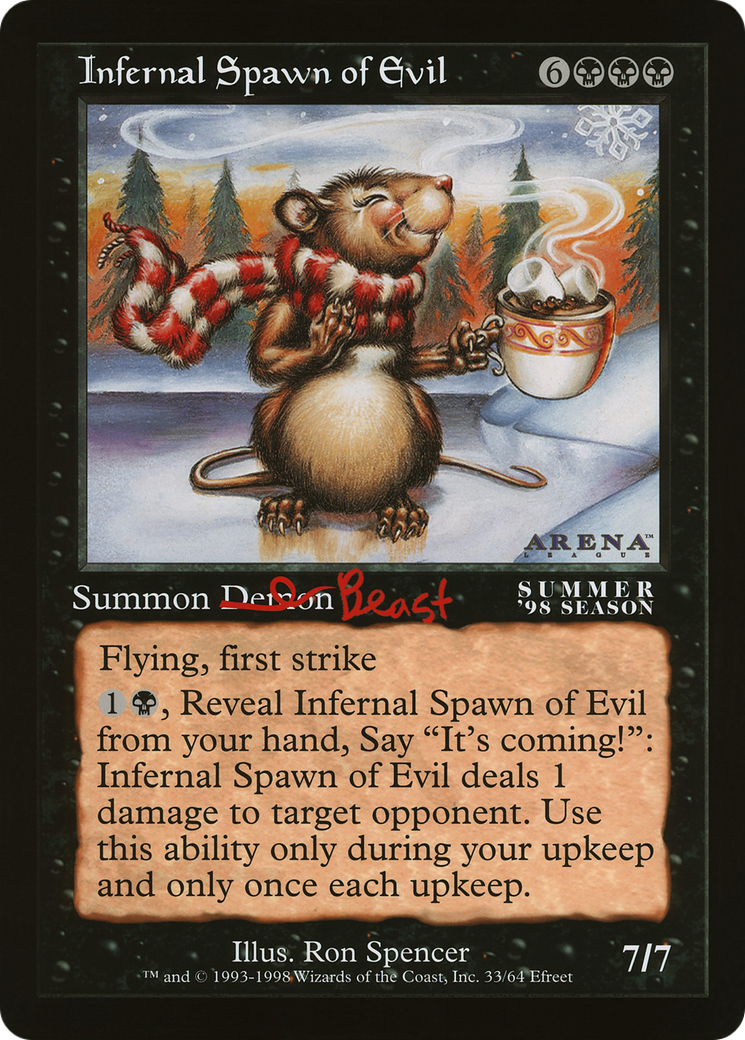 Infernal Spawn of Evil 6
ARENA™
LEAGUE
Summon Demon Beast
SUMMER
'98 SEASON
Flying, first strike
1, Reveal Infernal Spawn of Evil
from your hand, Say “It's coming!”:
Infernal Spawn of Evil deals 1
damage to target opponent. Use
this ability only during your upkeep
and only once each upkeep.
Illus. Ron Spencer
7/7
™ and © 1993-1998 Wizards of the Coast, Inc. 33/64 Efreet